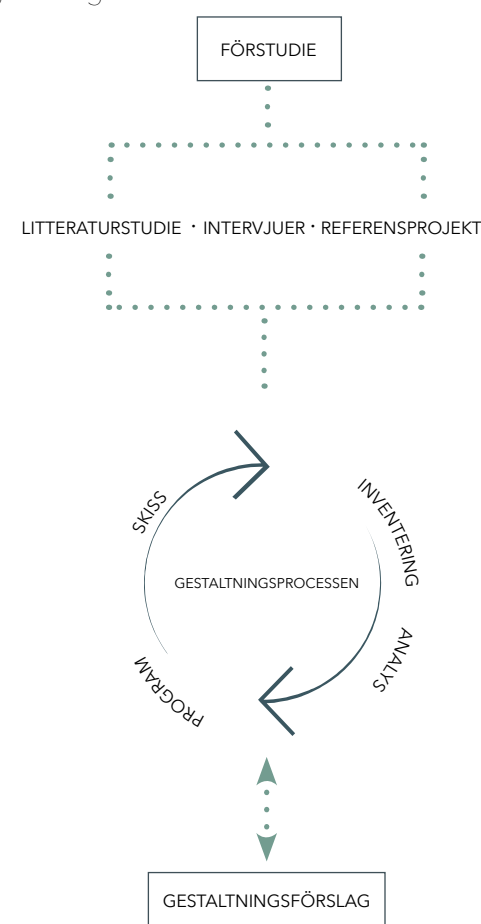 FÖRSTUDIE
LITTERATURSTUDIE · INTERVJUER · REFERENSPROJEKT
SKISS
INVENTERING
GESTALTNINGSPROCESSEN
ANALYS
PROGRAM
GESTALTNINGSFÖRSLAG